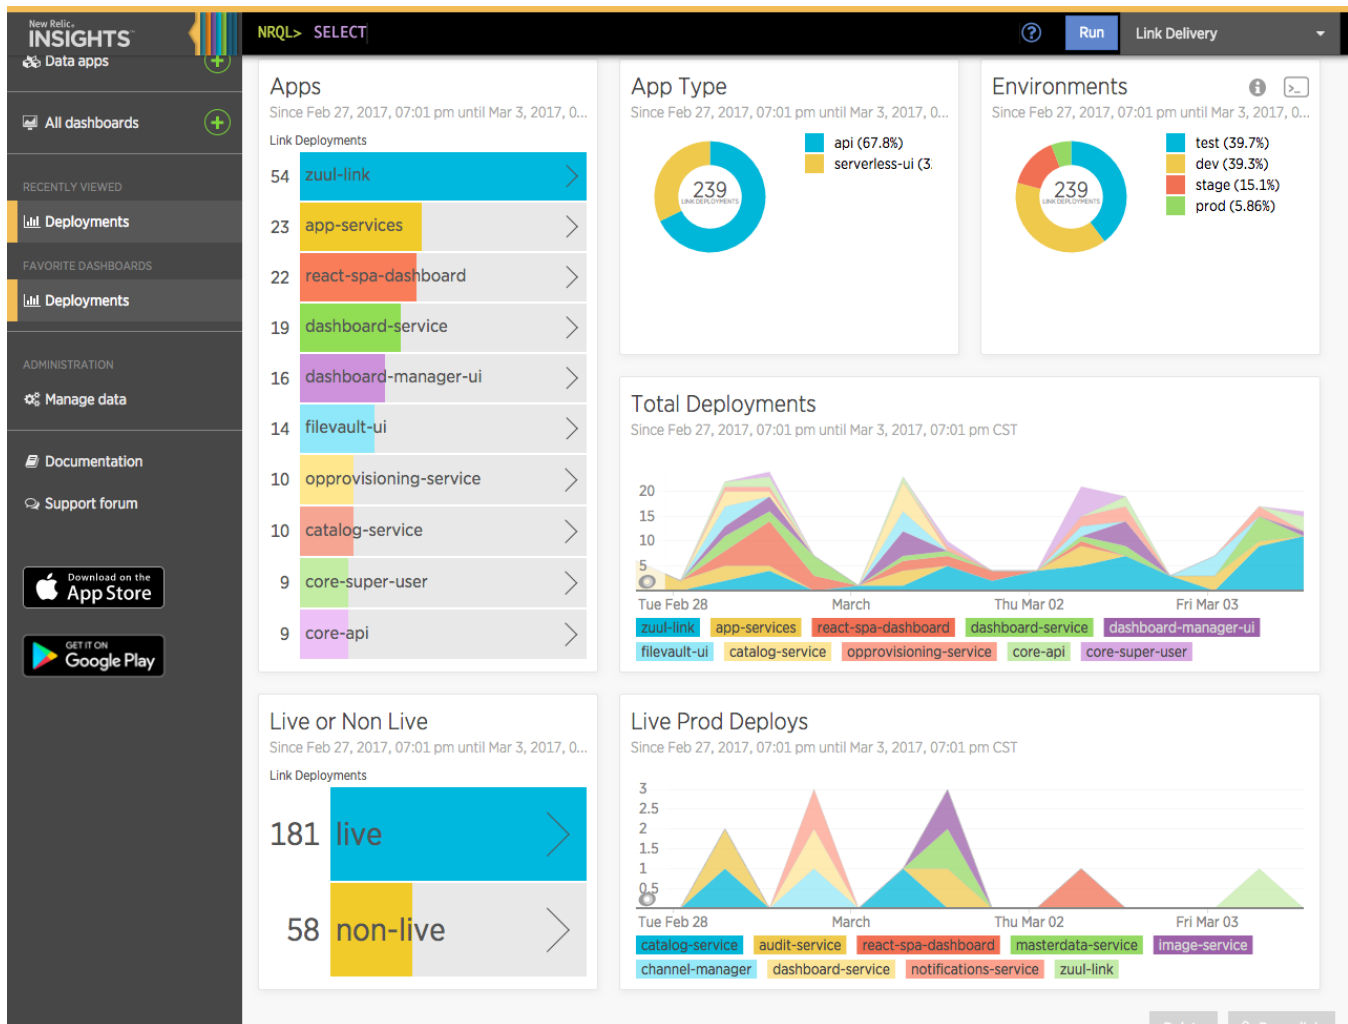 New Relic.
INSIGHTS
NRQL> SELECT
?
Run
Link Delivery
Data apps
All dashboards
RECENTLY VIEWED
Deployments
FAVORITE DASHBOARDS
Deployments
ADMINISTRATION
Manage data
Documentation
Support forum
Download on the
App Store
GET IT ON
Google Play
Apps
Since Feb 27, 2017, 07:01 pm until Mar 3, 2017, 0...
Link Deployments
54 zuul-link
23 app-services
22 react-spa-dashboard
19 dashboard-service
16 dashboard-manager-ui
14 filevault-ui
10 opprovisioning-service
10 catalog-service
9 core-super-user
9 core-api
App Type
Since Feb 27, 2017, 07:01 pm until Mar 3, 2017, 0...
239
LINK DEPLOYMENTS
api (67.8%)
serverless-ui (3.
Environments
Since Feb 27, 2017, 07:01 pm until Mar 3, 2017, 0...
239
LINK DEPLOYMENTS
test (39.7%)
dev (39.3%)
stage (15.1%)
prod (5.86%)
Total Deployments
Since Feb 27, 2017, 07:01 pm until Mar 3, 2017, 07:01 pm CST
20
15
10
5
Tue Feb 28 March Thu Mar 02 Fri Mar 03
zuul-link app-services react-spa-dashboard dashboard-service dashboard-manager-ui
filevault-ui catalog-service opprovisioning-service core-api core-super-user
Live or Non Live
Since Feb 27, 2017, 07:01 pm until Mar 3, 2017, 0...
Link Deployments
181 live
58 non-live
Live Prod Deploys
Since Feb 27, 2017, 07:01 pm until Mar 3, 2017, 07:01 pm CST
3
2.5
2
1.5
1
0.5
Tue Feb 28 March Thu Mar 02 Fri Mar 03
catalog-service audit-service react-spa-dashboard masterdata-service image-service
channel-manager dashboard-service notifications-service zuul-link